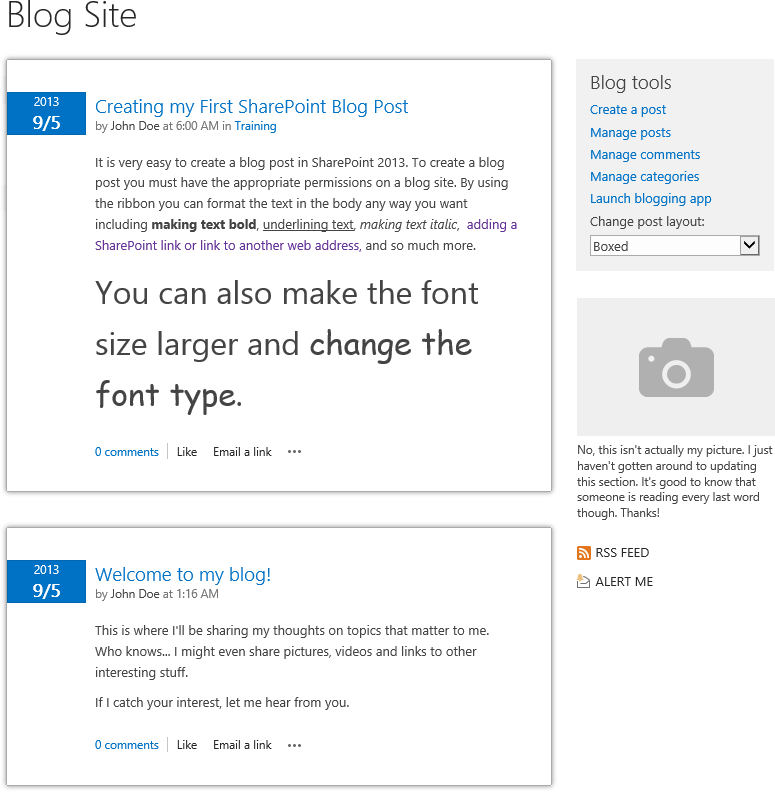 Blog Site
2013
9/5
Creating my First SharePoint Blog Post
by John Doe at 6:00 AM in Training
It is very easy to create a blog post in SharePoint 2013. To create a blog
post you must have the appropriate permissions on a blog site. By using
the ribbon you can format the text in the body any way you want
including making text bold, underlining text, making text italic, adding a
SharePoint link or link to another web address, and so much more.
You can also make the font
size larger and change the
font type.
0 comments Like Email a link ···
2013
9/5
Welcome to my blog!
by John Doe at 1:16 AM
This is where I'll be sharing my thoughts on topics that matter to me.
Who knows... I might even share pictures, videos and links to other
interesting stuff.
If I catch your interest, let me hear from you.
0 comments Like Email a link ···
Blog tools
Create a post
Manage posts
Manage comments
Manage categories
Launch blogging app
Change post layout:
Boxed
No, this isn't actually my picture. I just
haven't gotten around to updating
this section. It's good to know that
someone is reading every last word
though. Thanks!
RSS FEED
ALERT ME